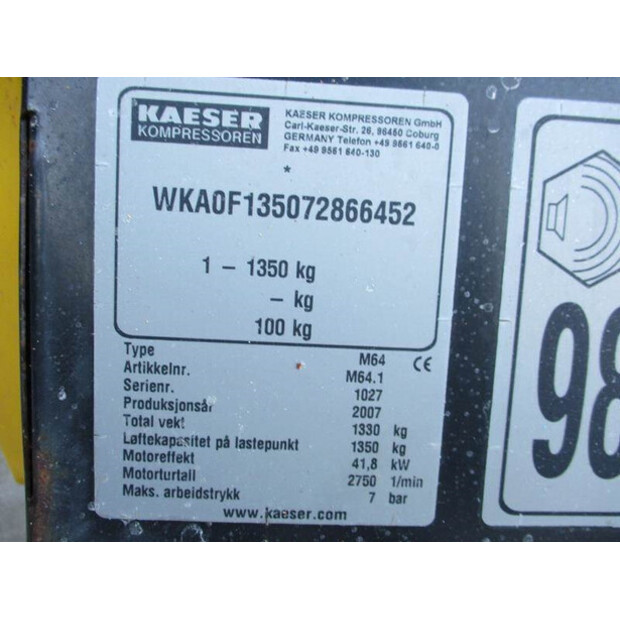 KAESER
KOMPRESSOREN
KAESER KOMPRESSOREN GmbH
Carl-Kaeser-Str. 26, 96450 Coburg
GERMANY Telefon +49 9561 640-0
Fax +49 9561 640-130
*
WKA0F135072866452
1 - 1350 kg
- kg
100 kg
Type M64 CE
Artikkelnr. M64.1
Serienr. 1027
Produksjonsår 2007
Total vekt 1330 kg
Løftekapasitet på lastepunkt 1350 kg
Motoreffekt 41,8 kW
Motorturtall 2750 1/min
Maks. arbeidstrykk 7 bar
www.kaeser.com
98